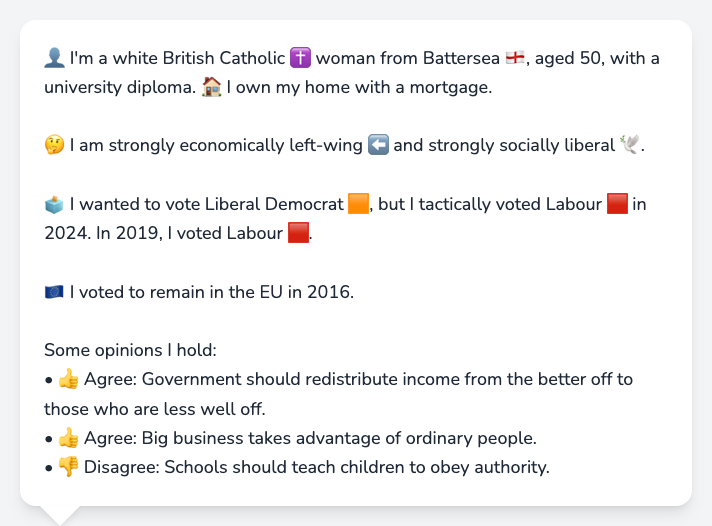 👤 I'm a white British Catholic ✝️ woman from Battersea 🏴󠁧󠁢󠁥󠁮󠁧󠁿, aged 50, with a
university diploma. 🏠 I own my home with a mortgage.
🤔 I am strongly economically left-wing ⬅️ and strongly socially liberal 🕊️.
🗳️ I wanted to vote Liberal Democrat 🟧, but I tactically voted Labour 🟥 in
2024. In 2019, I voted Labour 🟥.
🇪🇺 I voted to remain in the EU in 2016.
Some opinions I hold:
• 👍 Agree: Government should redistribute income from the better off to
those who are less well off.
• 👍 Agree: Big business takes advantage of ordinary people.
• 👎 Disagree: Schools should teach children to obey authority.